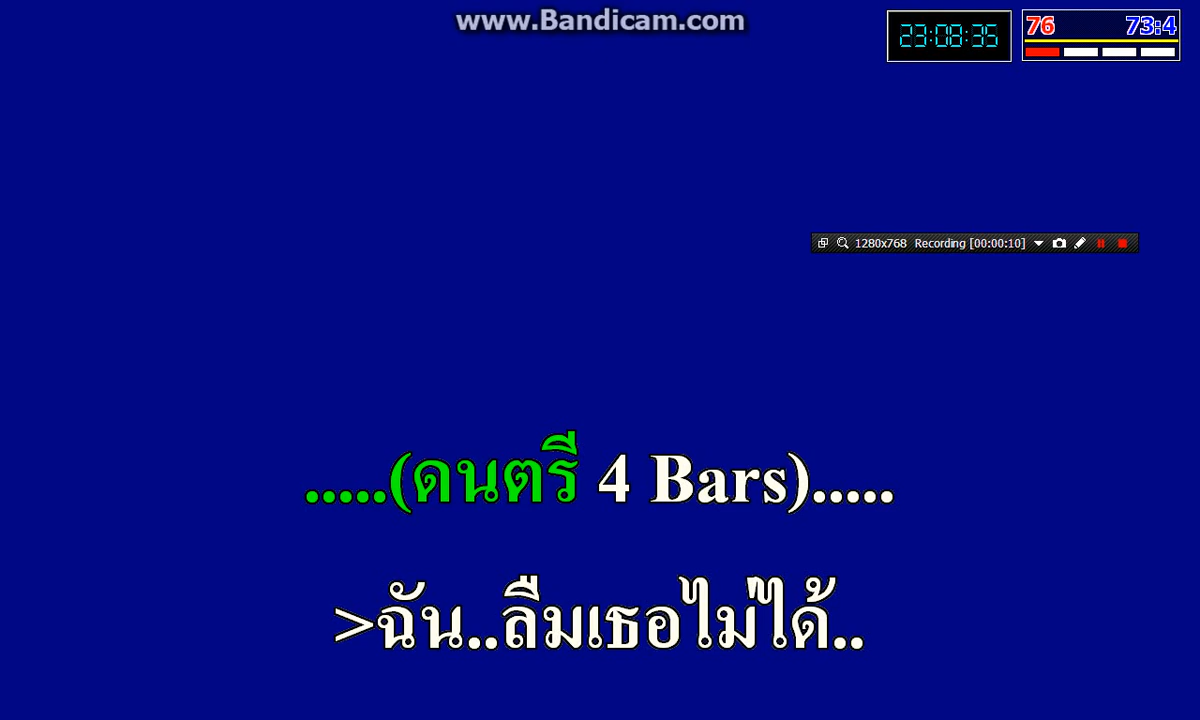 www.Bandicam.com
23:08:35
76 73:4
1280x768 Recording [00:00:10]
.....(ดนตรี 4 Bars).....
>ฉัน..ลืมเธอไม่ได้..